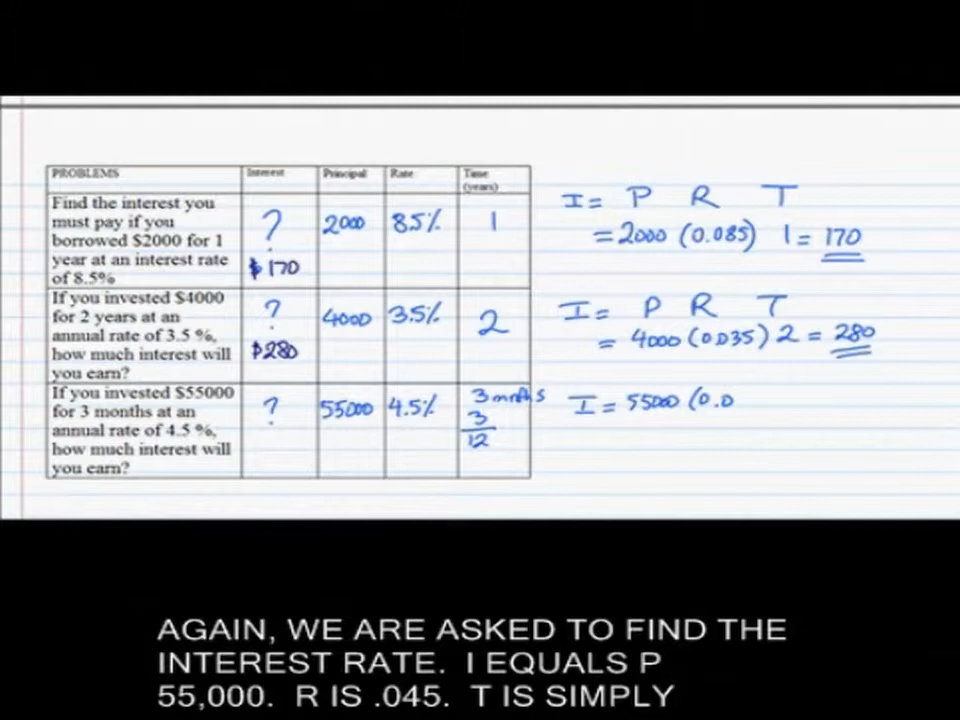 PROBLEMS Interest Principal Rate Time
(years)
Find the interest you
must pay if you
borrowed $2000 for 1
year at an interest rate
of 8.5%
? 2000 8.5% 1
$170
I = P R T
= 2000 (0.085) 1 = 170
If you invested $4000
for 2 years at an
annual rate of 3.5 %,
how much interest will
you earn?
? 4000 3.5% 2
$280
I = P R T
= 4000 (0.035) 2 = 280
If you invested $55000
for 3 months at an
annual rate of 4.5 %,
how much interest will
you earn?
? 55000 4.5% 3 mnths
3
12
I = 55000 (0.0
AGAIN, WE ARE ASKED TO FIND THE
INTEREST RATE. I EQUALS P
55,000. R IS .045. T IS SIMPLY